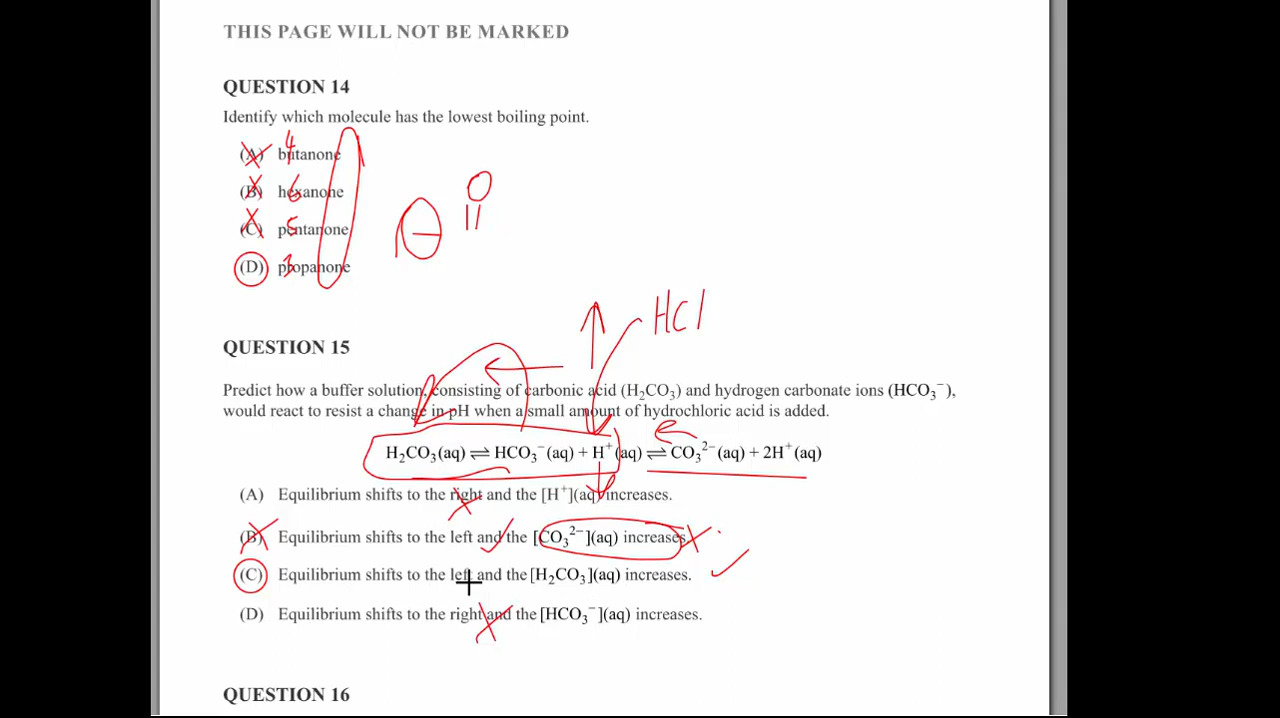 THIS PAGE WILL NOT BE MARKED
QUESTION 14
Identify which molecule has the lowest boiling point.
(A) butanone 4
(B) hexanone 6
(C) pentanone 5
(D) propanone 3
HCl
QUESTION 15
Predict how a buffer solution, consisting of carbonic acid (H₂CO₃) and hydrogen carbonate ions (HCO₃⁻),
would react to resist a change in pH when a small amount of hydrochloric acid is added.
H₂CO₃(aq) ⇌ HCO₃⁻(aq) + H⁺(aq) ⇌ CO₃²⁻(aq) + 2H⁺(aq)
(A) Equilibrium shifts to the right and the [H⁺](aq) increases.
(B) Equilibrium shifts to the left and the [CO₃²⁻](aq) increases.
(C) Equilibrium shifts to the left and the [H₂CO₃](aq) increases.
(D) Equilibrium shifts to the right and the [HCO₃⁻](aq) increases.
QUESTION 16